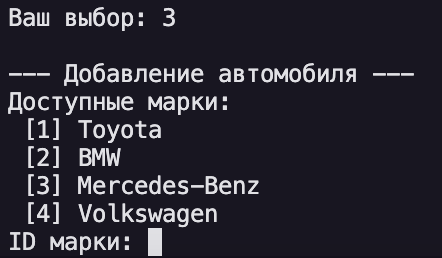 Ваш выбор: 3
--- Добавление автомобиля ---
Доступные марки:
[1] Toyota
[2] BMW
[3] Mercedes-Benz
[4] Volkswagen
ID марки: